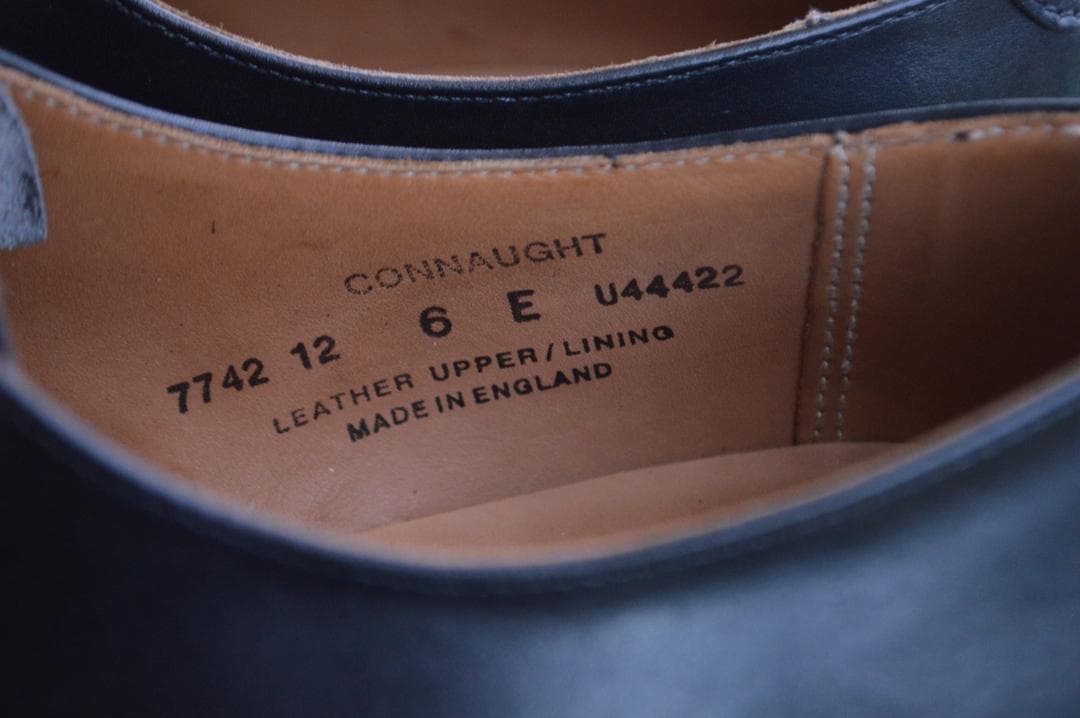 CONNAUGHT
7742 12 6 E U44422
LEATHER UPPER/LINING
MADE IN ENGLAND